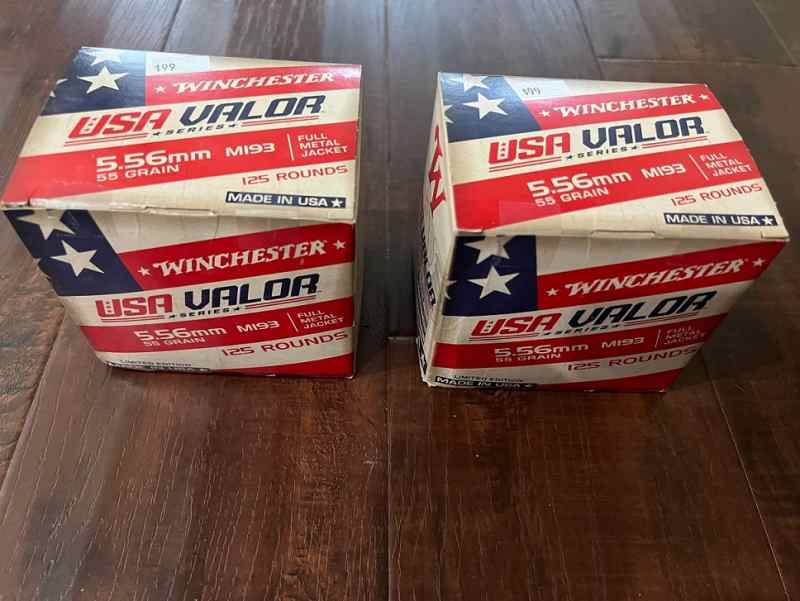 $99
WINCHESTER
USA VALOR
SERIES
5.56mm M193
55 GRAIN
FULL
METAL
JACKET
125 ROUNDS
MADE IN USA
WINCHESTER
USA VALOR
SERIES
5.56mm M193
55 GRAIN
FULL
METAL
JACKET
125 ROUNDS
LIMITED EDITION
$99
WINCHESTER
USA VALOR
SERIES
5.56mm M193
55 GRAIN
FULL
METAL
JACKET
125 ROUNDS
MADE IN USA
W
VALOR
WINCHESTER
USA VALOR
SERIES
5.56mm M193
55 GRAIN
FULL
METAL
JACKET
125 ROUNDS
LIMITED EDITION
MADE IN USA